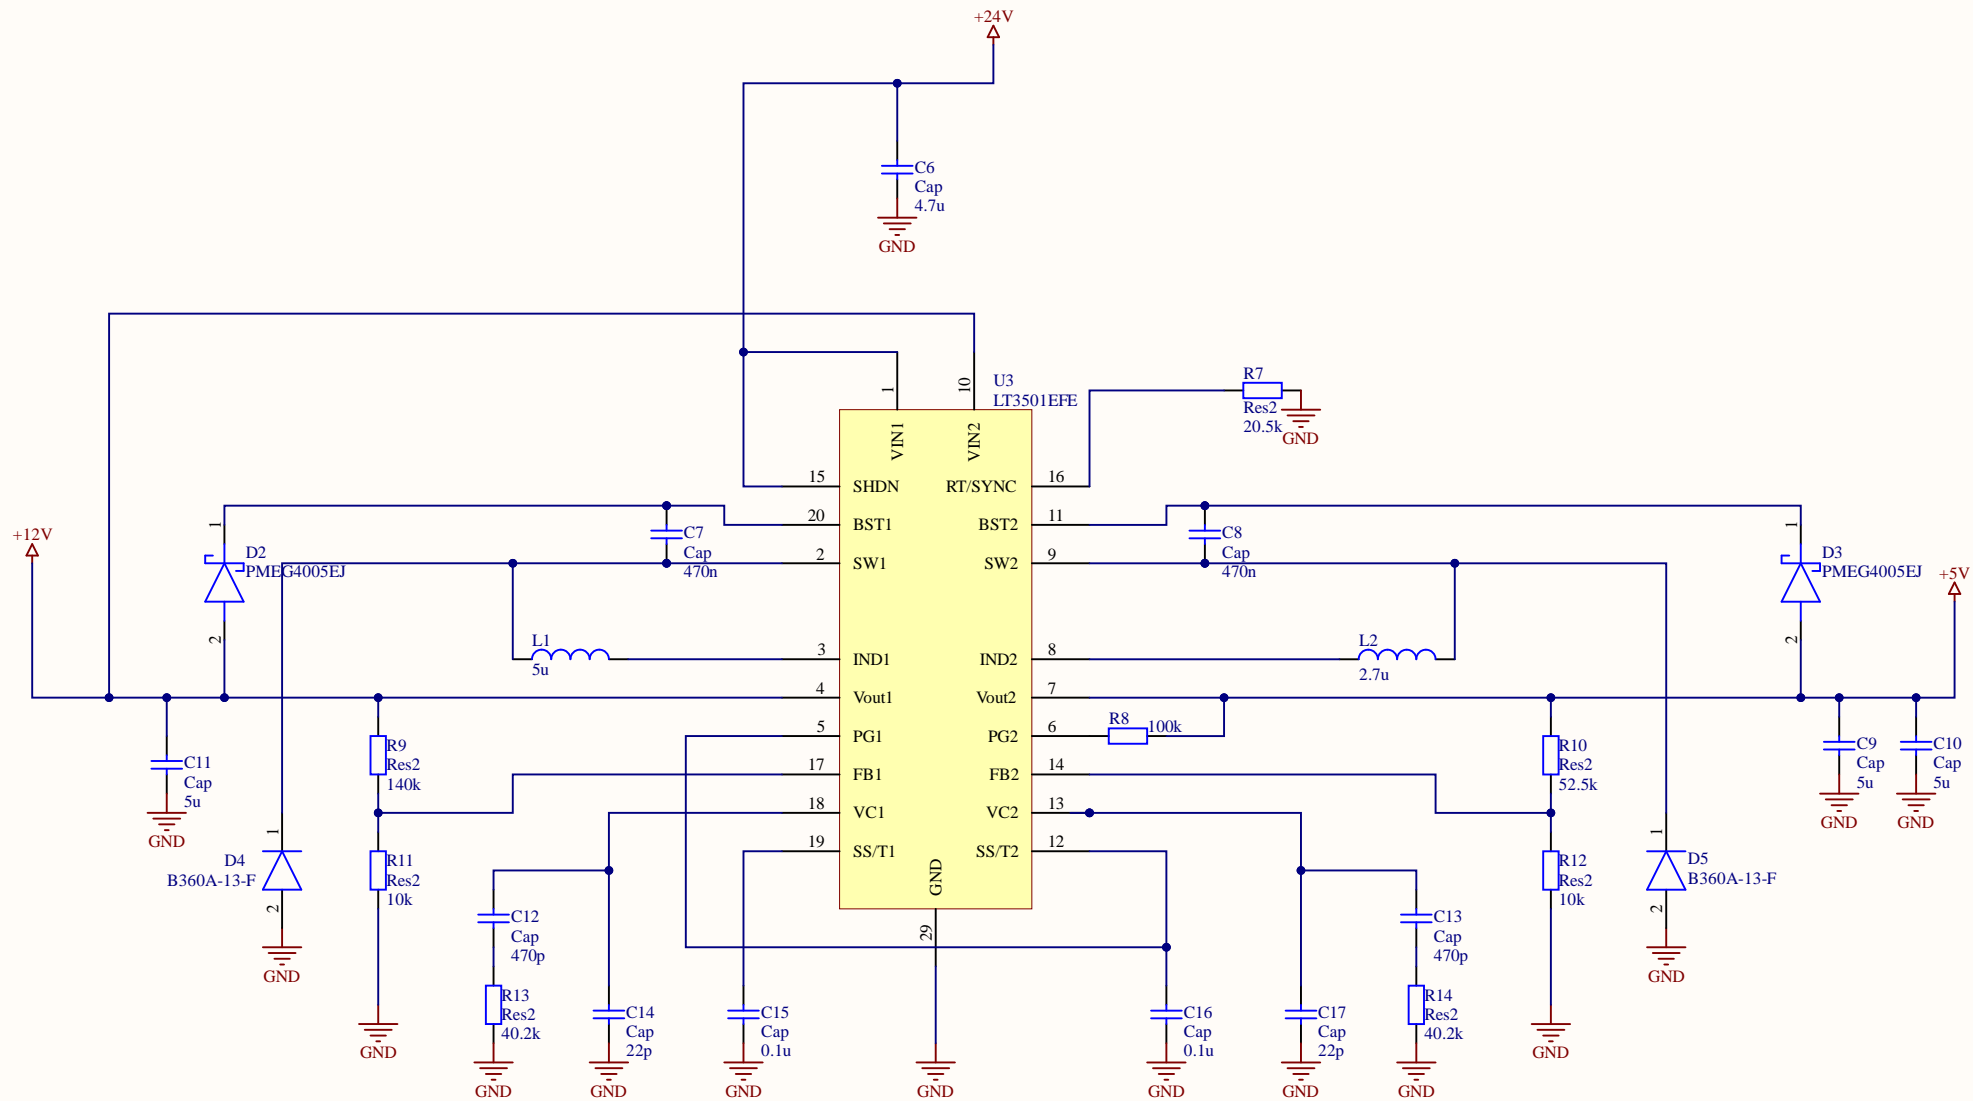 +24V
C6
Cap
4.7u
GND
1
10
U3
LT3501EFE
VIN1
VIN2
R7
Res2
20.5k
GND
15
SHDN
RT/SYNC
16
20
BST1
BST2
11
2
SW1
SW2
9
3
IND1
IND2
8
4
Vout1
Vout2
7
5
PG1
PG2
6
17
FB1
FB2
14
18
VC1
VC2
13
19
SS/T1
SS/T2
12
GND
29
GND
+12V
1
D2
PMEG4005EJ
2
C7
Cap
470n
C8
Cap
470n
1
D3
PMEG4005EJ
2
+5V
L1
5u
L2
2.7u
R8
100k
C11
Cap
5u
GND
R9
Res2
140k
R10
Res2
52.5k
C9
Cap
5u
GND
C10
Cap
5u
GND
1
D4
B360A-13-F
2
GND
R11
Res2
10k
GND
R12
Res2
10k
GND
1
D5
B360A-13-F
2
GND
C12
Cap
470p
R13
Res2
40.2k
GND
C14
Cap
22p
GND
C15
Cap
0.1u
GND
C16
Cap
0.1u
GND
C17
Cap
22p
GND
C13
Cap
470p
R14
Res2
40.2k
GND